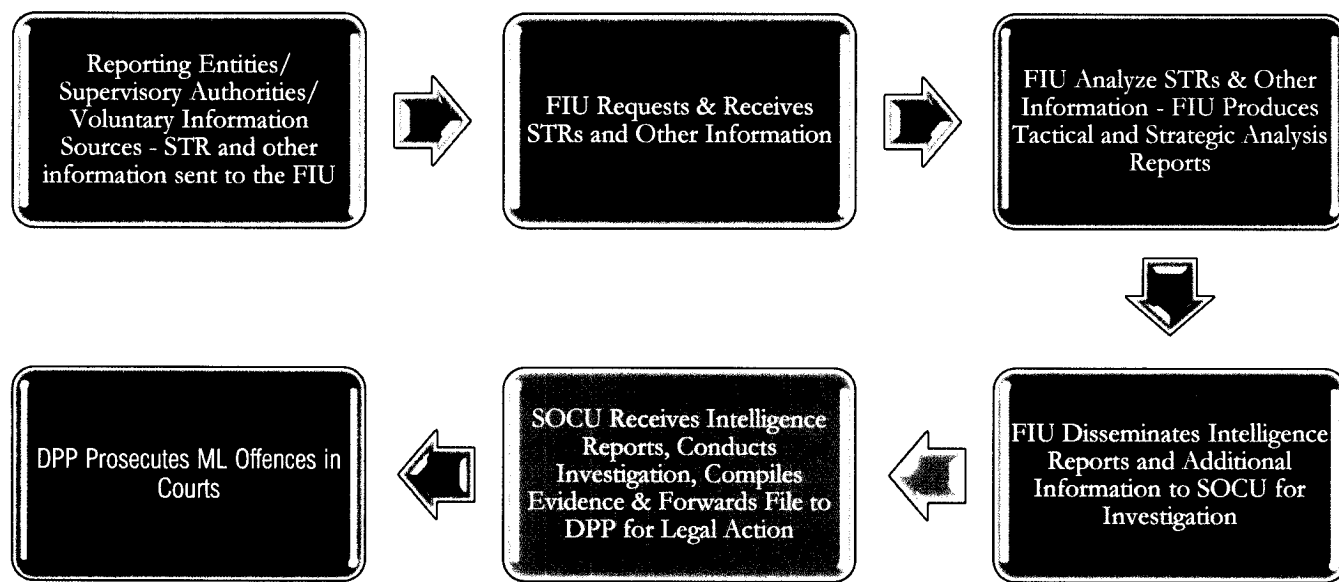 Reporting Entities/
Supervisory Authorities/
Voluntary Information
Sources - STR and other
information sent to the FIU
FIU Requests & Receives
STRs and Other Information
FIU Analyze STRs & Other
Information - FIU Produces
Tactical and Strategic Analysis
Reports
FIU Disseminates Intelligence
Reports and Additional
Information to SOCU for
Investigation
SOCU Receives Intelligence
Reports, Conducts
Investigation, Compiles
Evidence & Forwards File to
DPP for Legal Action
DPP Prosecutes ML Offences in
Courts